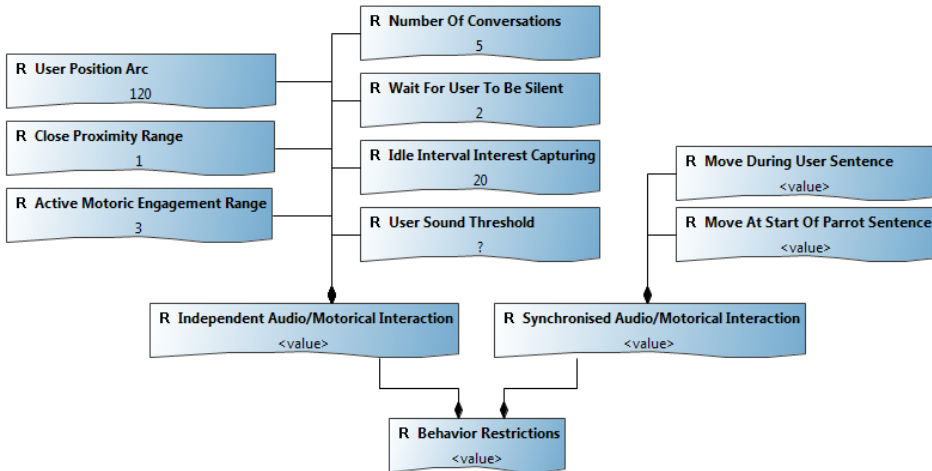 R Number Of Conversations
5
R User Position Arc
120
R Wait For User To Be Silent
2
R Close Proximity Range
1
R Idle Interval Interest Capturing
20
R Move During User Sentence
<value>
R Active Motoric Engagement Range
3
R User Sound Threshold
?
R Move At Start Of Parrot Sentence
<value>
R Independent Audio/Motorical Interaction
<value>
R Synchronised Audio/Motorical Interaction
<value>
R Behavior Restrictions
<value>